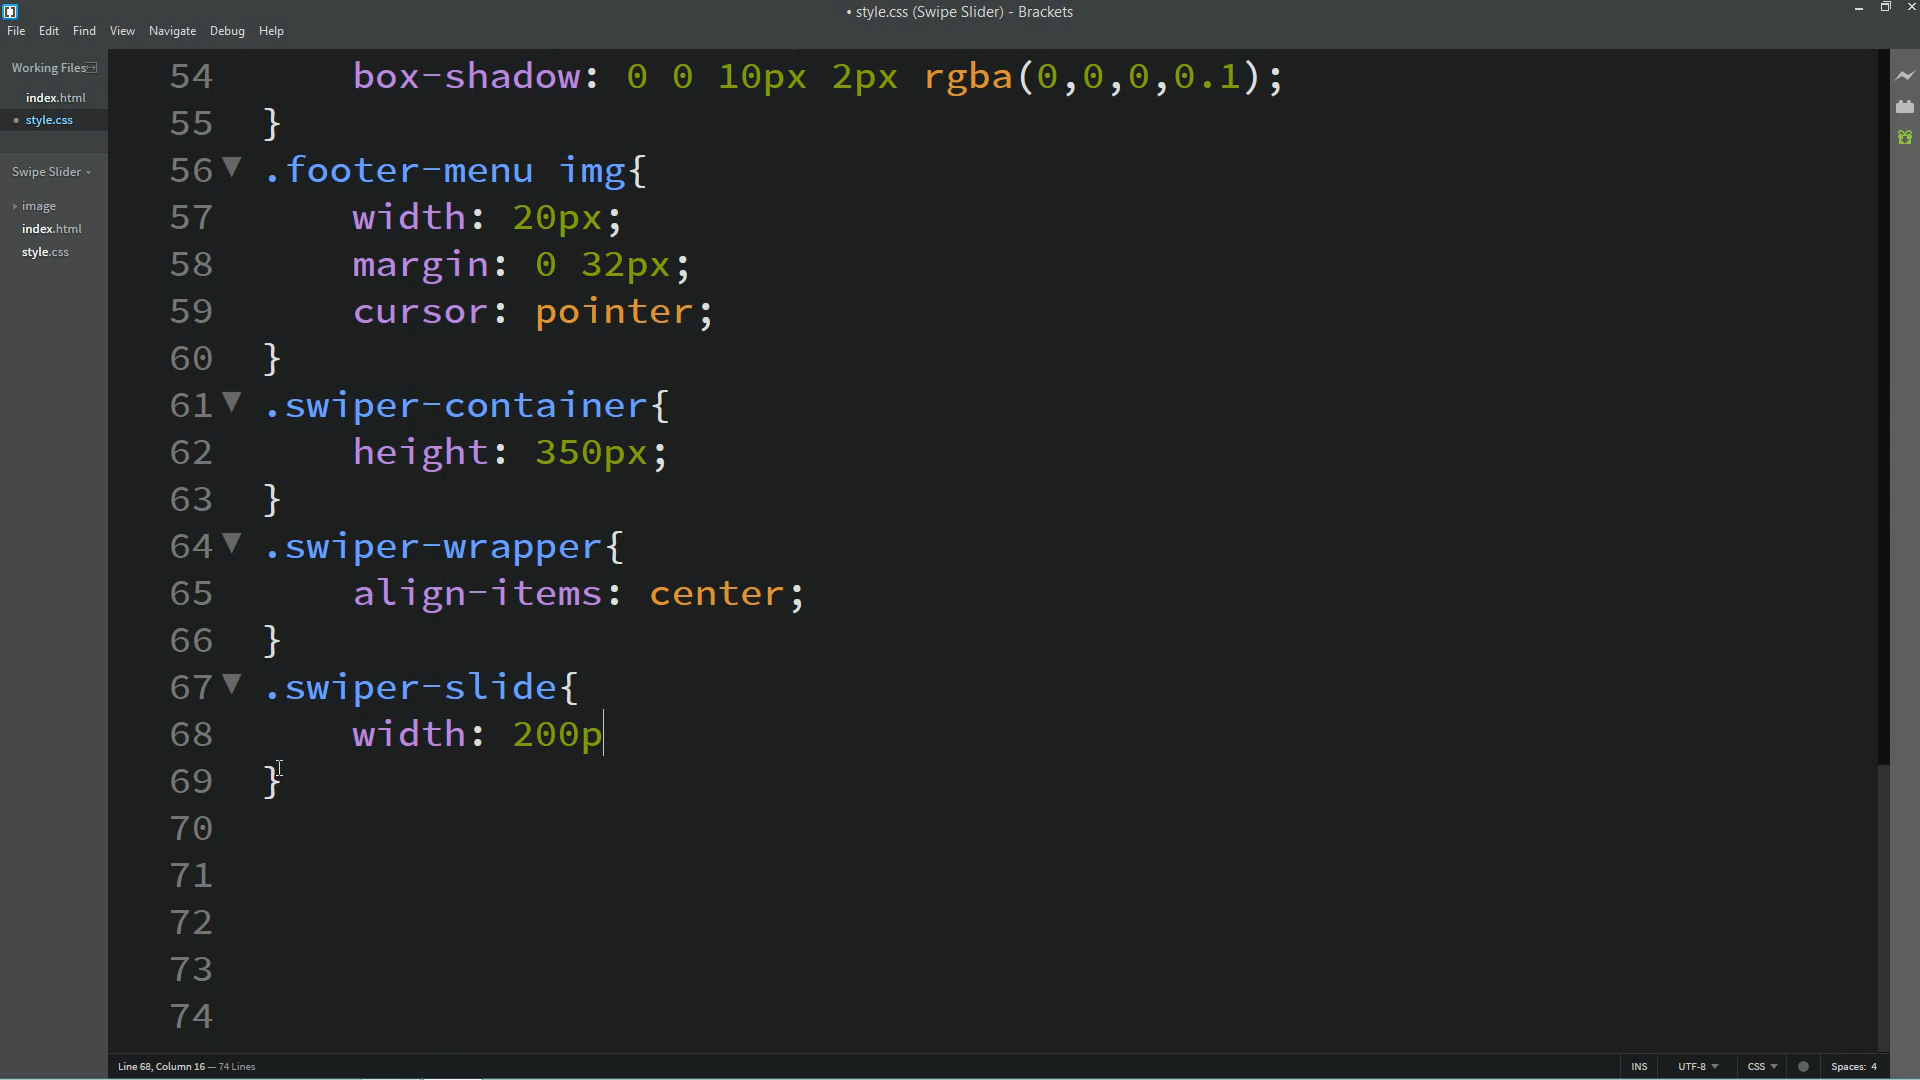 • style.css (Swipe Slider) - Brackets
File Edit Find View Navigate Debug Help
Working Files
index.html
• style.css
Swipe Slider
image
index.html
style.css
54 box-shadow: 0 0 10px 2px rgba(0,0,0,0.1);
55 }
56 .footer-menu img{
57 width: 20px;
58 margin: 0 32px;
59 cursor: pointer;
60 }
61 .swiper-container{
62 height: 350px;
63 }
64 .swiper-wrapper{
65 align-items: center;
66 }
67 .swiper-slide{
68 width: 200p
69 }
70
71
72
73
74
Line 68, Column 16 — 74 Lines
INS UTF-8 CSS Spaces: 4